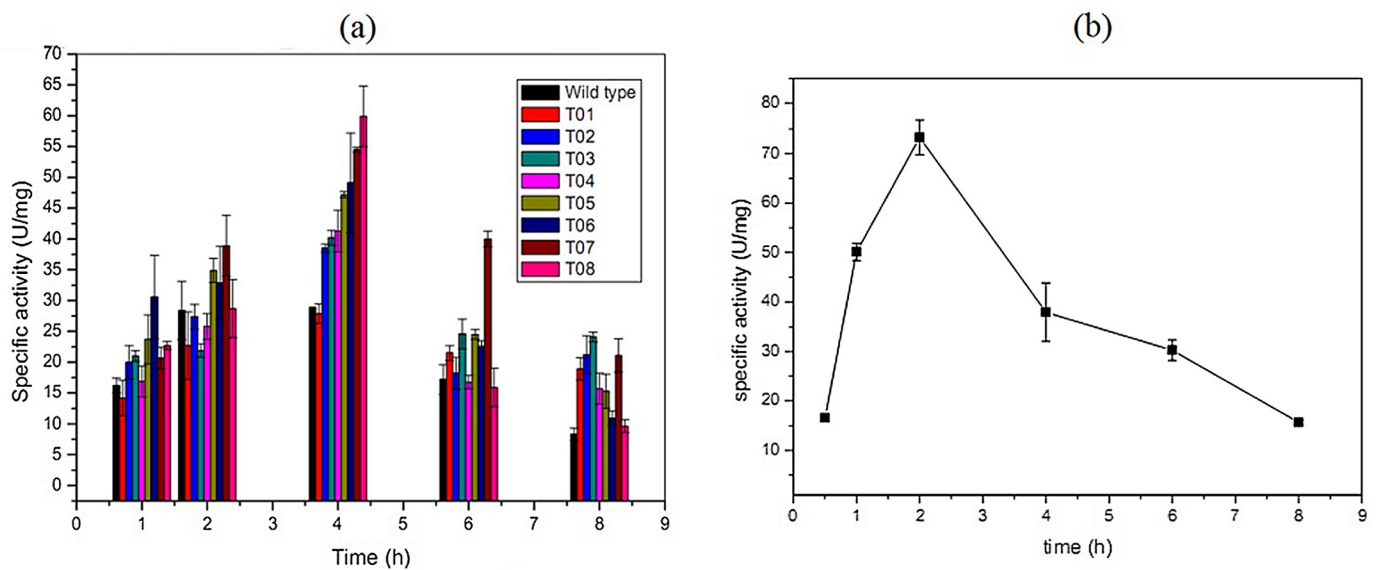 (a)
70
65
60
55
50
45
40
35
30
25
20
15
10
5
0
Specific activity (U/mg)
Wild type
T01
T02
T03
T04
T05
T06
T07
T08
0 1 2 3 4 5 6 7 8 9
Time (h)
(b)
80
70
60
50
40
30
20
10
specific activity (U/mg)
0 1 2 4 6 8 9
time (h)